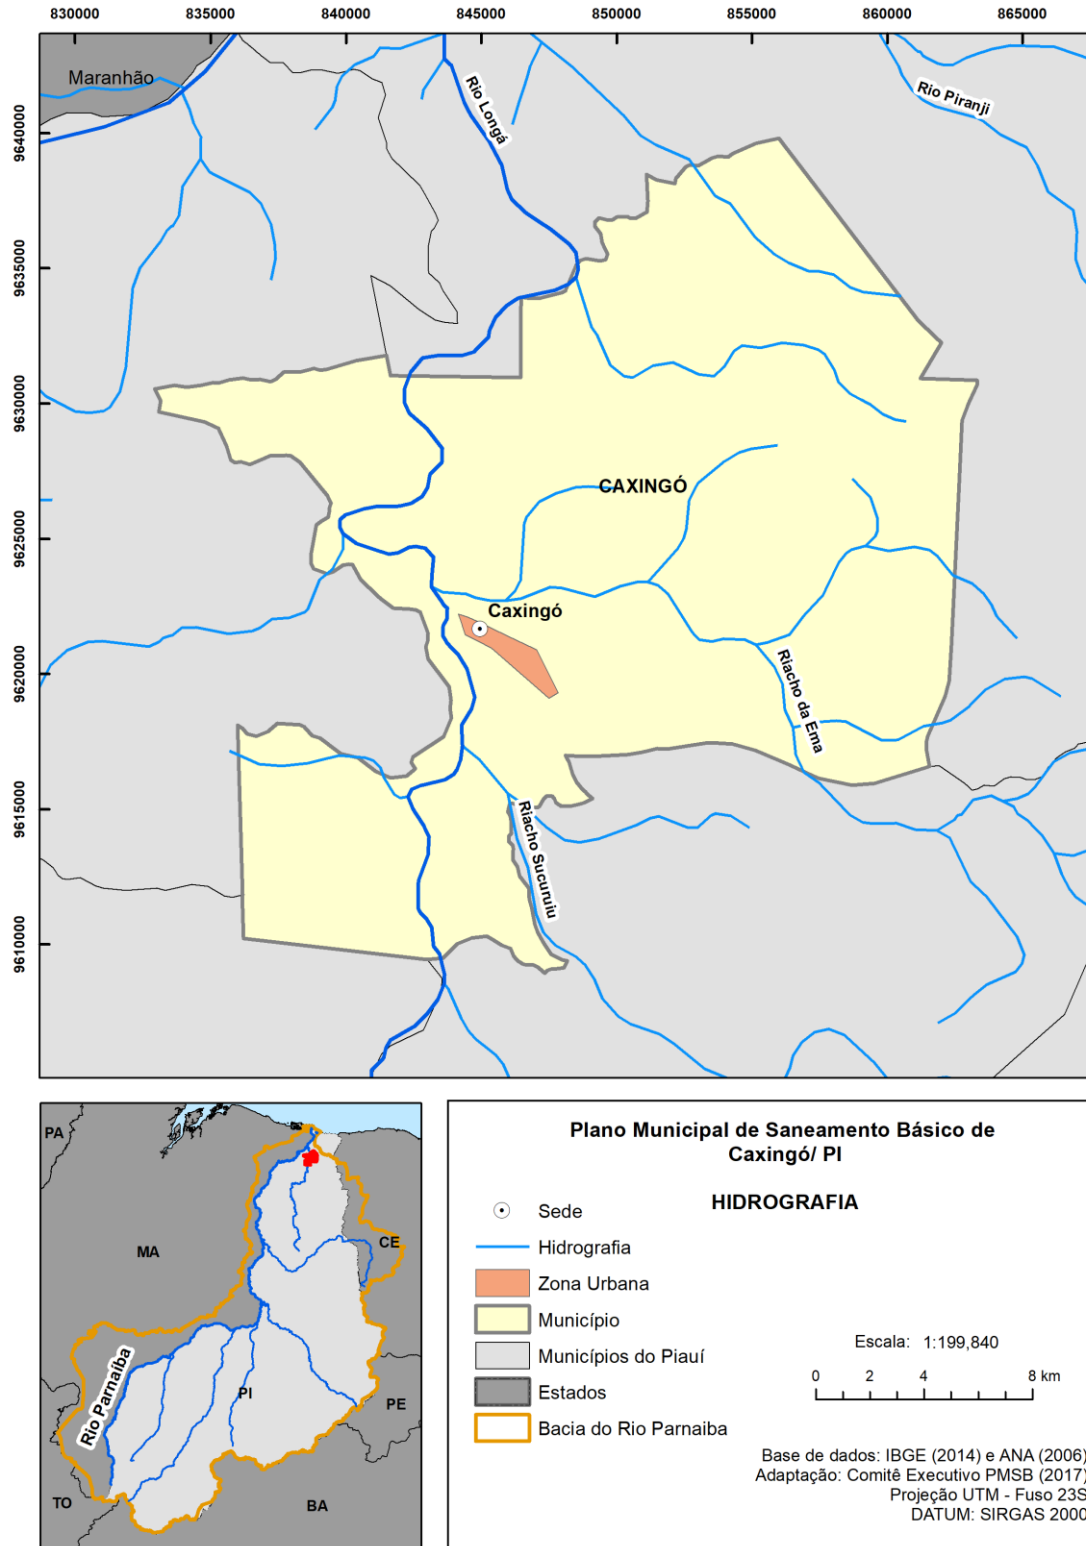 830000 835000 840000 845000 850000 855000 860000 865000
9640000
9635000
9630000
9625000
9620000
9615000
9610000
Maranhão
Rio Longá
Rio Piranji
CAXINGÓ
Caxingó
Riacho da Ema
Riacho Sucuruiu
PA
MA
CE
PI
PE
TO
BA
Rio Parnaíba
Plano Municipal de Saneamento Básico de
Caxingó/ PI
HIDROGRAFIA
Sede
Hidrografia
Zona Urbana
Município
Municípios do Piauí
Estados
Bacia do Rio Parnaiba
Escala: 1:199,840
0 2 4 8 km
Base de dados: IBGE (2014) e ANA (2006)
Adaptação: Comitê Executivo PMSB (2017)
Projeção UTM - Fuso 23S
DATUM: SIRGAS 2000